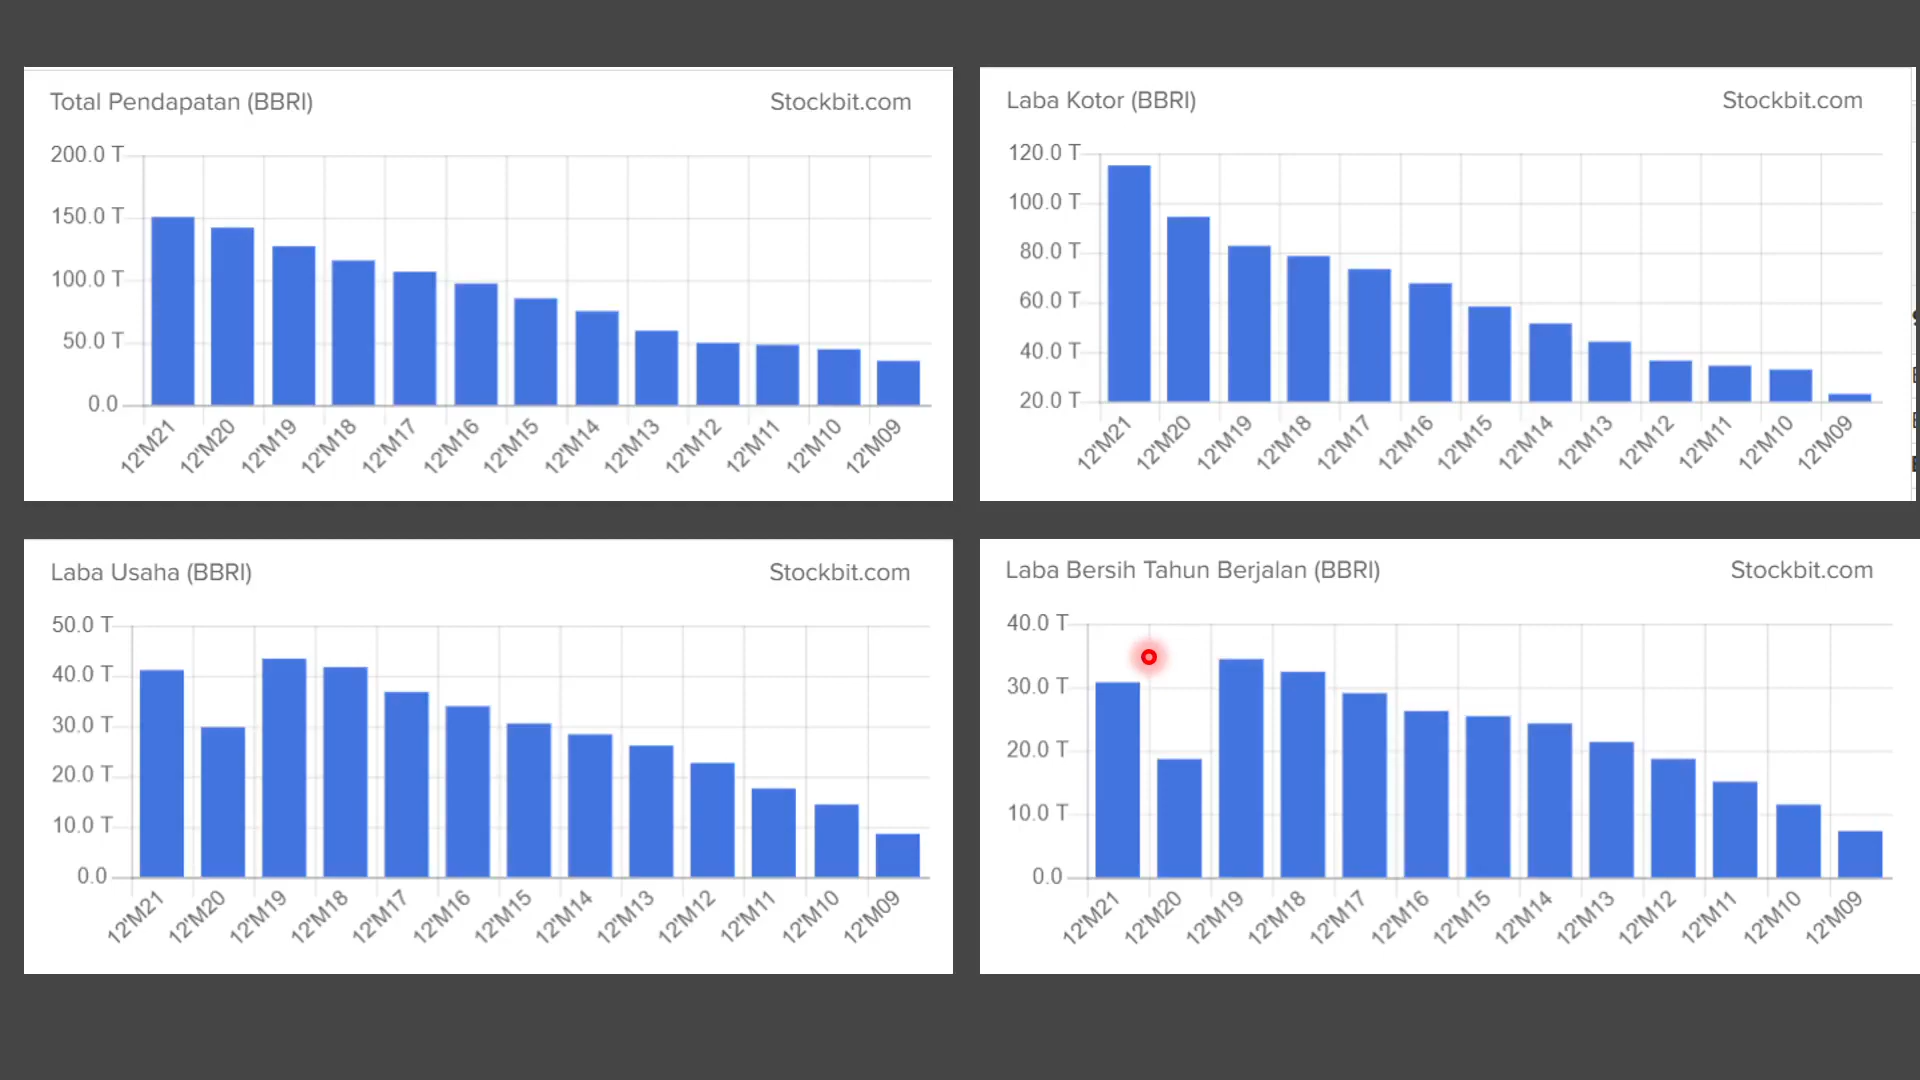 Total Pendapatan (BBRI) Stockbit.com
200.0 T
150.0 T
100.0 T
50.0 T
0.0
12'M21 12'M20 12'M19 12'M18 12'M17 12'M16 12'M15 12'M14 12'M13 12'M12 12'M11 12'M10 12'M09
Laba Kotor (BBRI) Stockbit.com
120.0 T
100.0 T
80.0 T
60.0 T
40.0 T
20.0 T
12'M21 12'M20 12'M19 12'M18 12'M17 12'M16 12'M15 12'M14 12'M13 12'M12 12'M11 12'M10 12'M09
Laba Usaha (BBRI) Stockbit.com
50.0 T
40.0 T
30.0 T
20.0 T
10.0 T
0.0
12'M21 12'M20 12'M19 12'M18 12'M17 12'M16 12'M15 12'M14 12'M13 12'M12 12'M11 12'M10 12'M09
Laba Bersih Tahun Berjalan (BBRI) Stockbit.com
40.0 T
30.0 T
20.0 T
10.0 T
0.0
12'M21 12'M20 12'M19 12'M18 12'M17 12'M16 12'M15 12'M14 12'M13 12'M12 12'M11 12'M10 12'M09